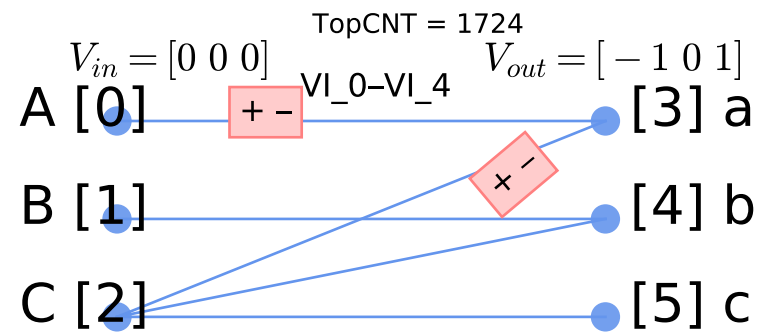 TopCNT = 1724
V_in = [0 0 0]
V_out = [ − 1 0 1]
VI_0–VI_4
A [0]
+ −
[3] a
+ −
B [1]
[4] b
C [2]
[5] c